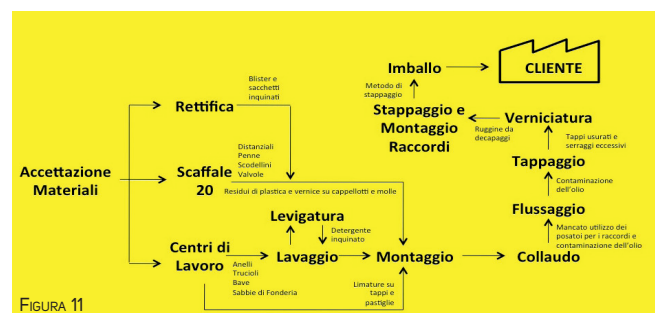 Blister e
sacchetti
inquinati
Rettifica
Accettazione
Materiali
Distanziali
Penne
Scodellini
Valvole
Scaffale
20
Residui di plastica e vernice su cappellotti e molle
Levigatura
Detergente
inquinato
Centri di
Lavoro
Anelli
Trucioli
Bave
Sabbie di Fonderia
Lavaggio
Limature su
tappi e
pastiglie
Montaggio
Collaudo
Mancato utilizzo dei
posatoi per i raccordi e
contaminazione dell'olio
Flussaggio
Contaminazione
dell'olio
Tappaggio
Tappi usurati e
serraggi eccessivi
Verniciatura
Ruggine da
decapaggi
Stappaggio e
Montaggio
Raccordi
Metodo di
stappaggio
Imballo
CLIENTE
FIGURA 11